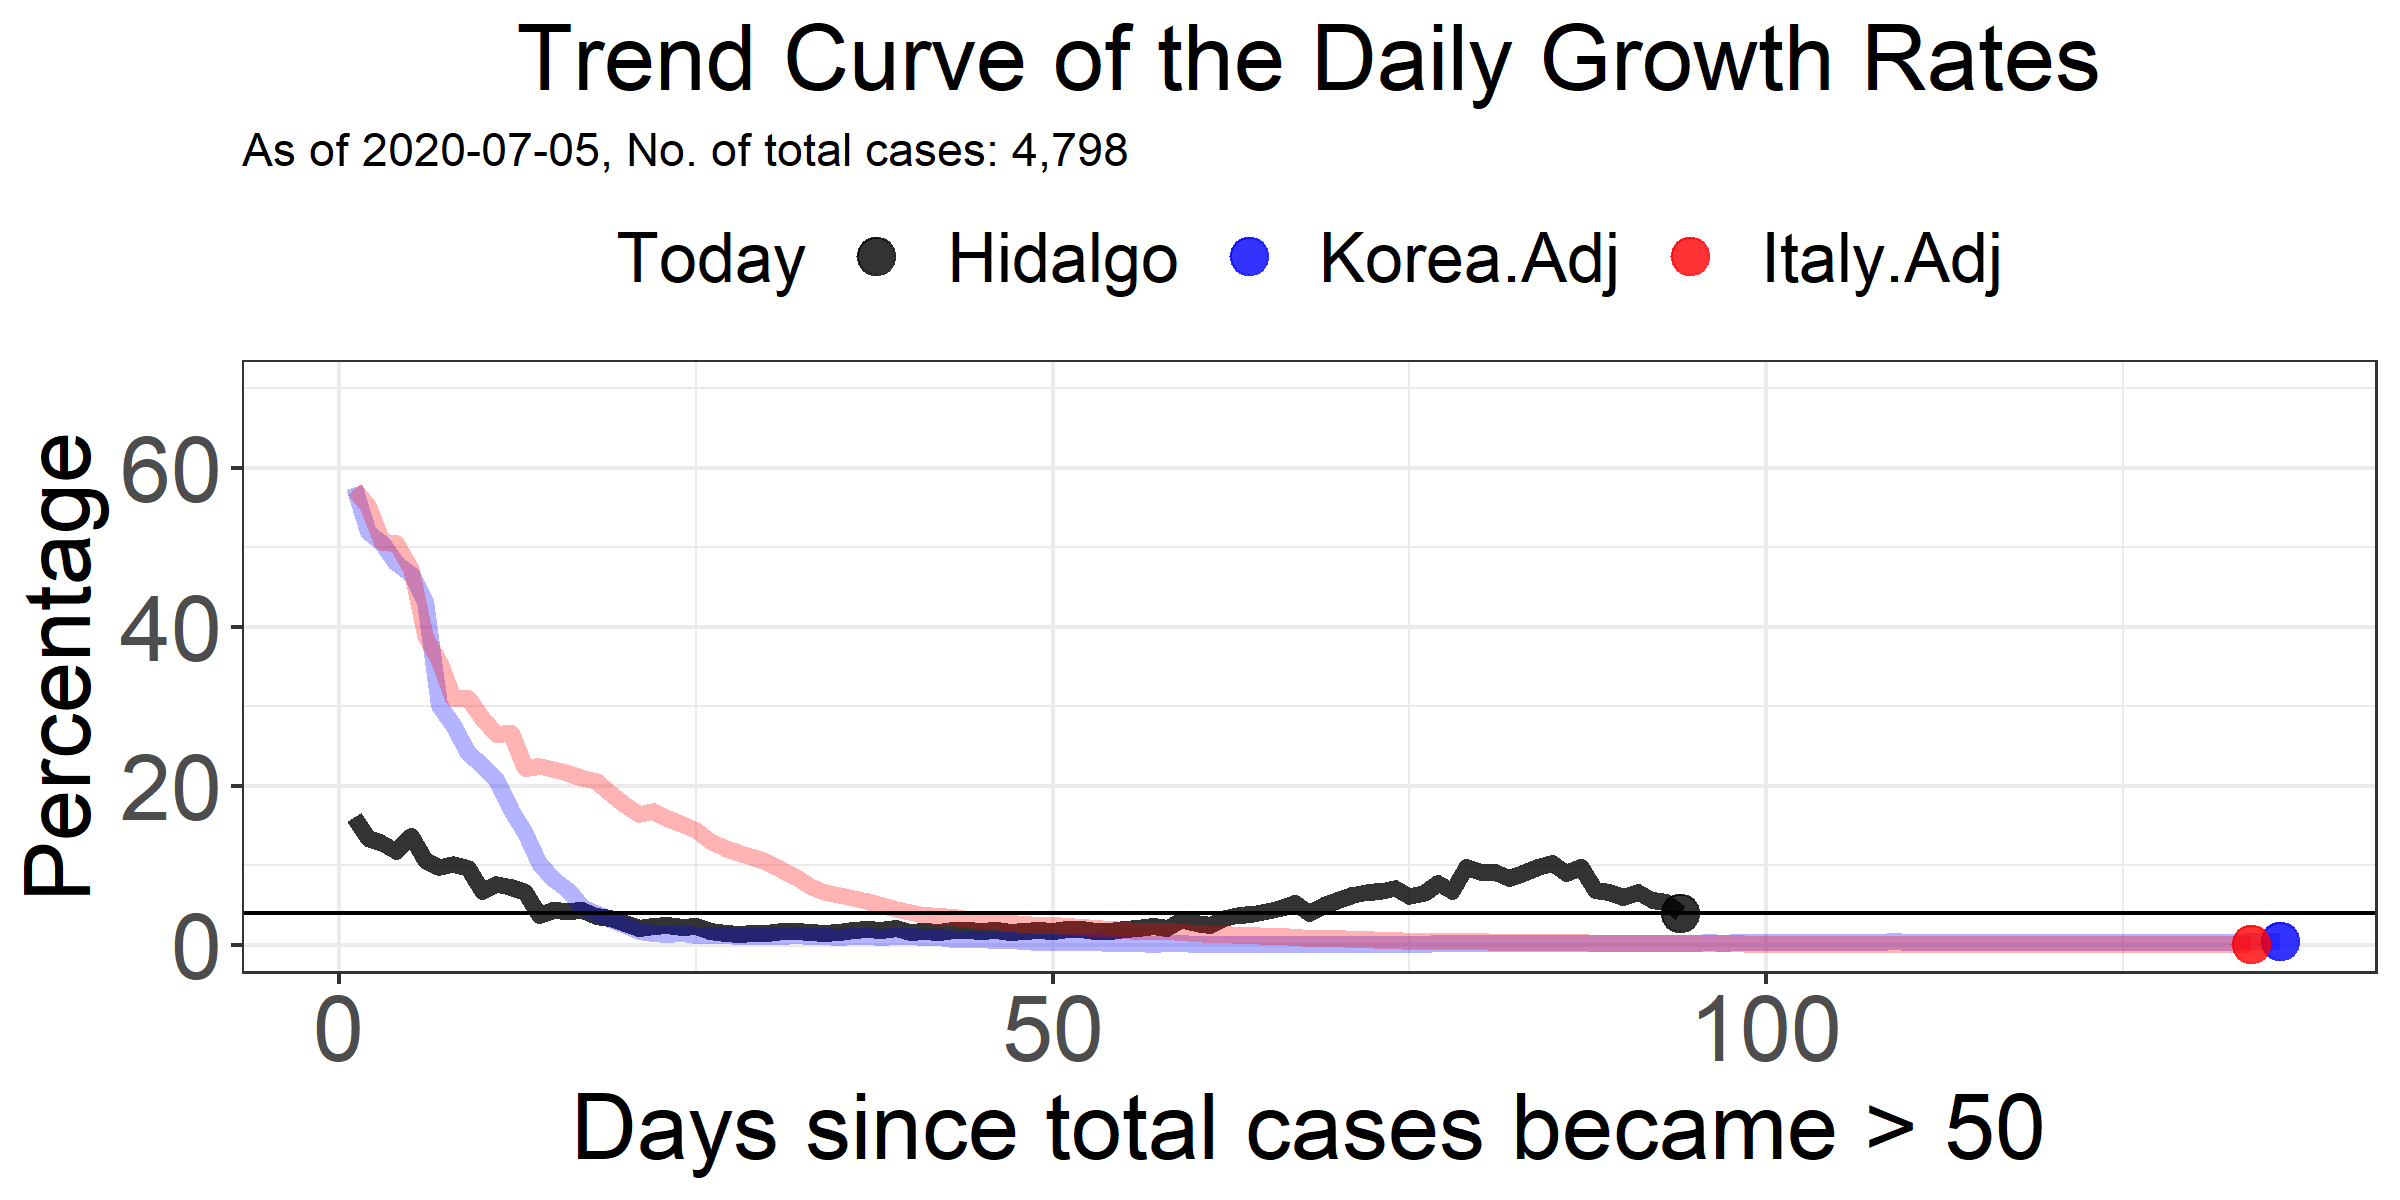 Trend Curve of the Daily Growth Rates
As of 2020-07-05, No. of total cases: 4,798
Today Hidalgo Korea.Adj Italy.Adj
Percentage
60
40
20
0
0 50 100
Days since total cases became > 50